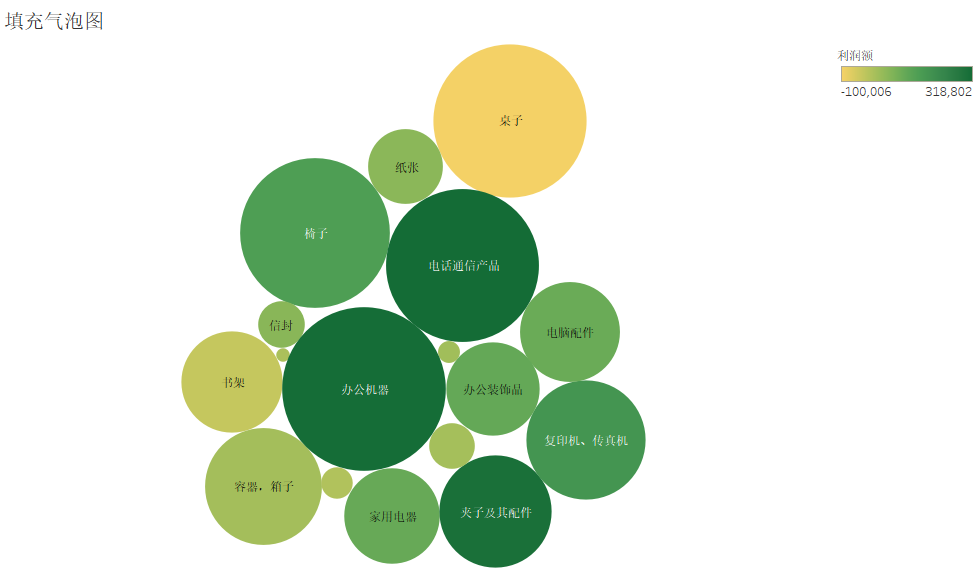 填充气泡图
利润额
-100,006 318,802
桌子
纸张
椅子
电话通信产品
信封
电脑配件
书架
办公机器
办公装饰品
复印机、传真机
容器，箱子
家用电器
夹子及其配件